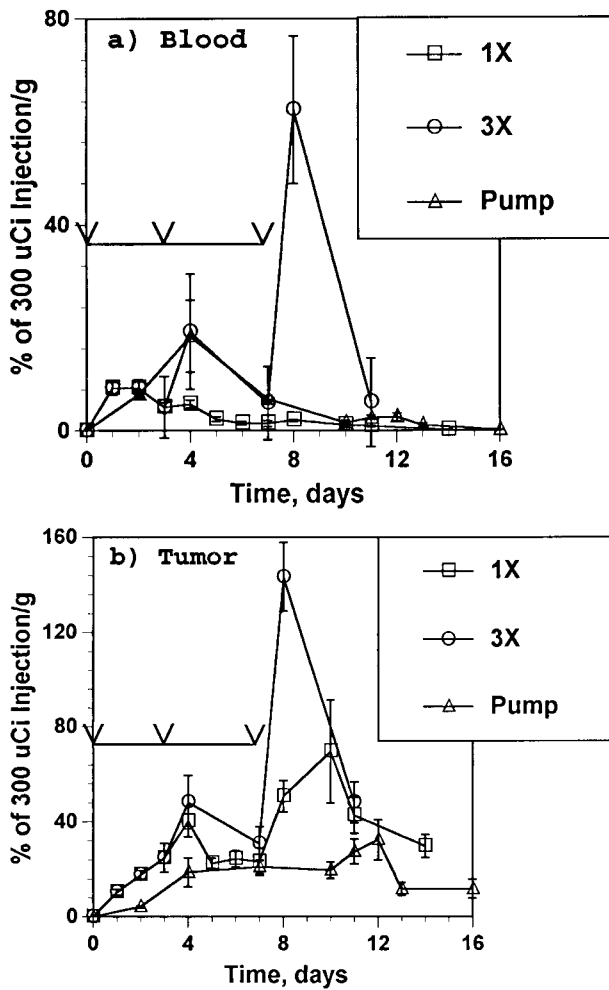 a) Blood
1X
3X
Pump
80
40
0
% of 300 uCi Injection/g
0 4 8 12 16
Time, days
b) Tumor
1X
3X
Pump
160
120
80
40
0
% of 300 uCi Injection/g
0 4 8 12 16
Time, days